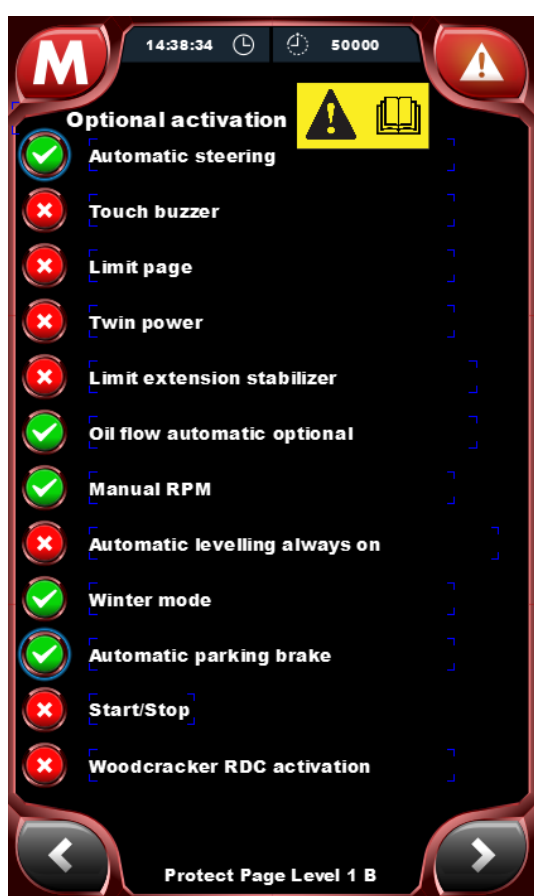 M
14:38:34
50000
Optional activation
Automatic steering
Touch buzzer
Limit page
Twin power
Limit extension stabilizer
Oil flow automatic optional
Manual RPM
Automatic levelling always on
Winter mode
Automatic parking brake
Start/Stop
Woodcracker RDC activation
Protect Page Level 1 B